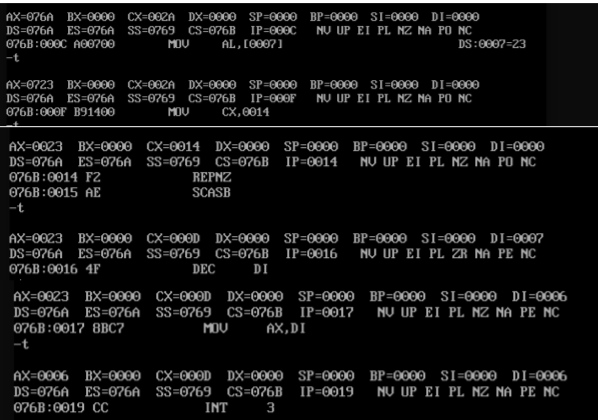 AX=076A BX=0000 CX=002A DX=0000 SP=0000 BP=0000 SI=0000 DI=0000
DS=076A ES=076A SS=0769 CS=076B IP=000C NV UP EI PL NZ NA PO NC
076B:000C A00700 MOV AL,[0007] DS:0007=23
-t
AX=0723 BX=0000 CX=002A DX=0000 SP=0000 BP=0000 SI=0000 DI=0000
DS=076A ES=076A SS=0769 CS=076B IP=000F NV UP EI PL NZ NA PO NC
076B:000F B91400 MOV CX,0014
-t
AX=0023 BX=0000 CX=0014 DX=0000 SP=0000 BP=0000 SI=0000 DI=0000
DS=076A ES=076A SS=0769 CS=076B IP=0014 NV UP EI PL NZ NA PO NC
076B:0014 F2 REPNZ
076B:0015 AE SCASB
-t
AX=0023 BX=0000 CX=000D DX=0000 SP=0000 BP=0000 SI=0000 DI=0007
DS=076A ES=076A SS=0769 CS=076B IP=0016 NV UP EI PL ZR NA PE NC
076B:0016 4F DEC DI
AX=0023 BX=0000 CX=000D DX=0000 SP=0000 BP=0000 SI=0000 DI=0006
DS=076A ES=076A SS=0769 CS=076B IP=0017 NV UP EI PL NZ NA PE NC
076B:0017 8BC7 MOV AX,DI
-t
AX=0006 BX=0000 CX=000D DX=0000 SP=0000 BP=0000 SI=0000 DI=0006
DS=076A ES=076A SS=0769 CS=076B IP=0019 NV UP EI PL NZ NA PE NC
076B:0019 CC INT 3